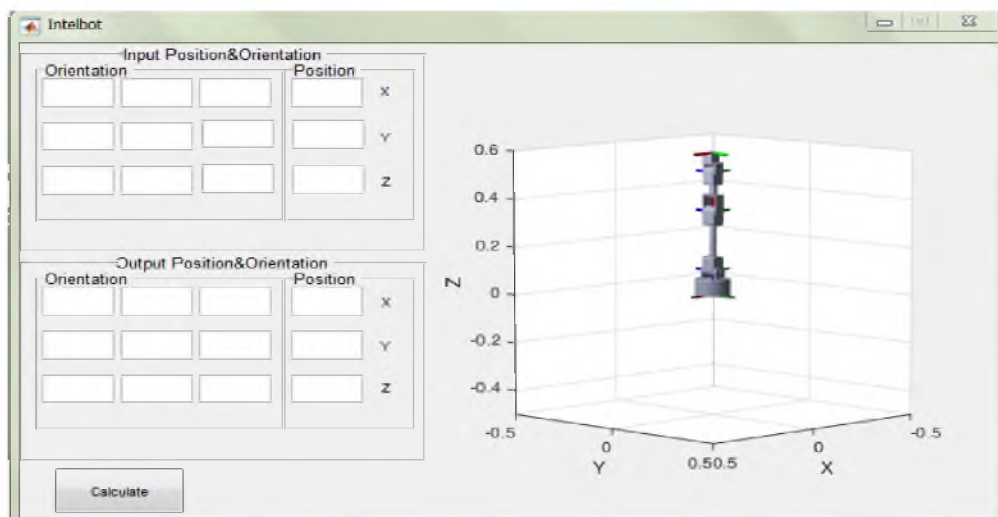 Intelbot
Input Position&Orientation
Orientation
Position
X
Y
Z
Output Position&Orientation
Orientation
Position
X
Y
Z
Calculate
0.6
0.4
0.2
0
-0.2
-0.4
Z
-0.5
0
0.50.5
0
-0.5
Y
X